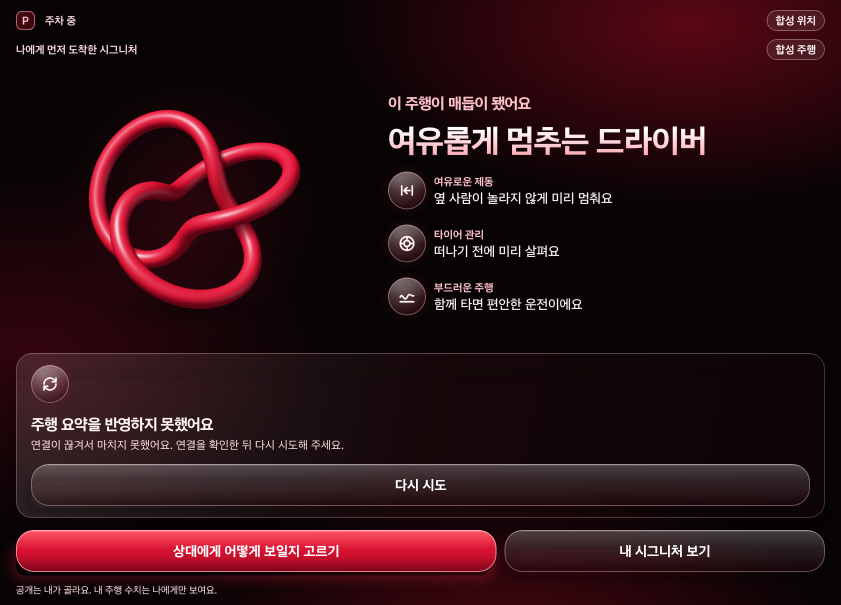 P 주차 중
합성 위치
나에게 먼저 도착한 시그니처
합성 주행
이 주행이 매듭이 됐어요
여유롭게 멈추는 드라이버
여유로운 제동
옆 사람이 놀라지 않게 미리 멈춰요
타이어 관리
떠나기 전에 미리 살펴요
부드러운 주행
함께 타면 편안한 운전이에요
주행 요약을 반영하지 못했어요
연결이 끊겨서 마치지 못했어요. 연결을 확인한 뒤 다시 시도해 주세요.
다시 시도
상대에게 어떻게 보일지 고르기
내 시그니처 보기
공개는 내가 골라요. 내 주행 수치는 나에게만 보여요.